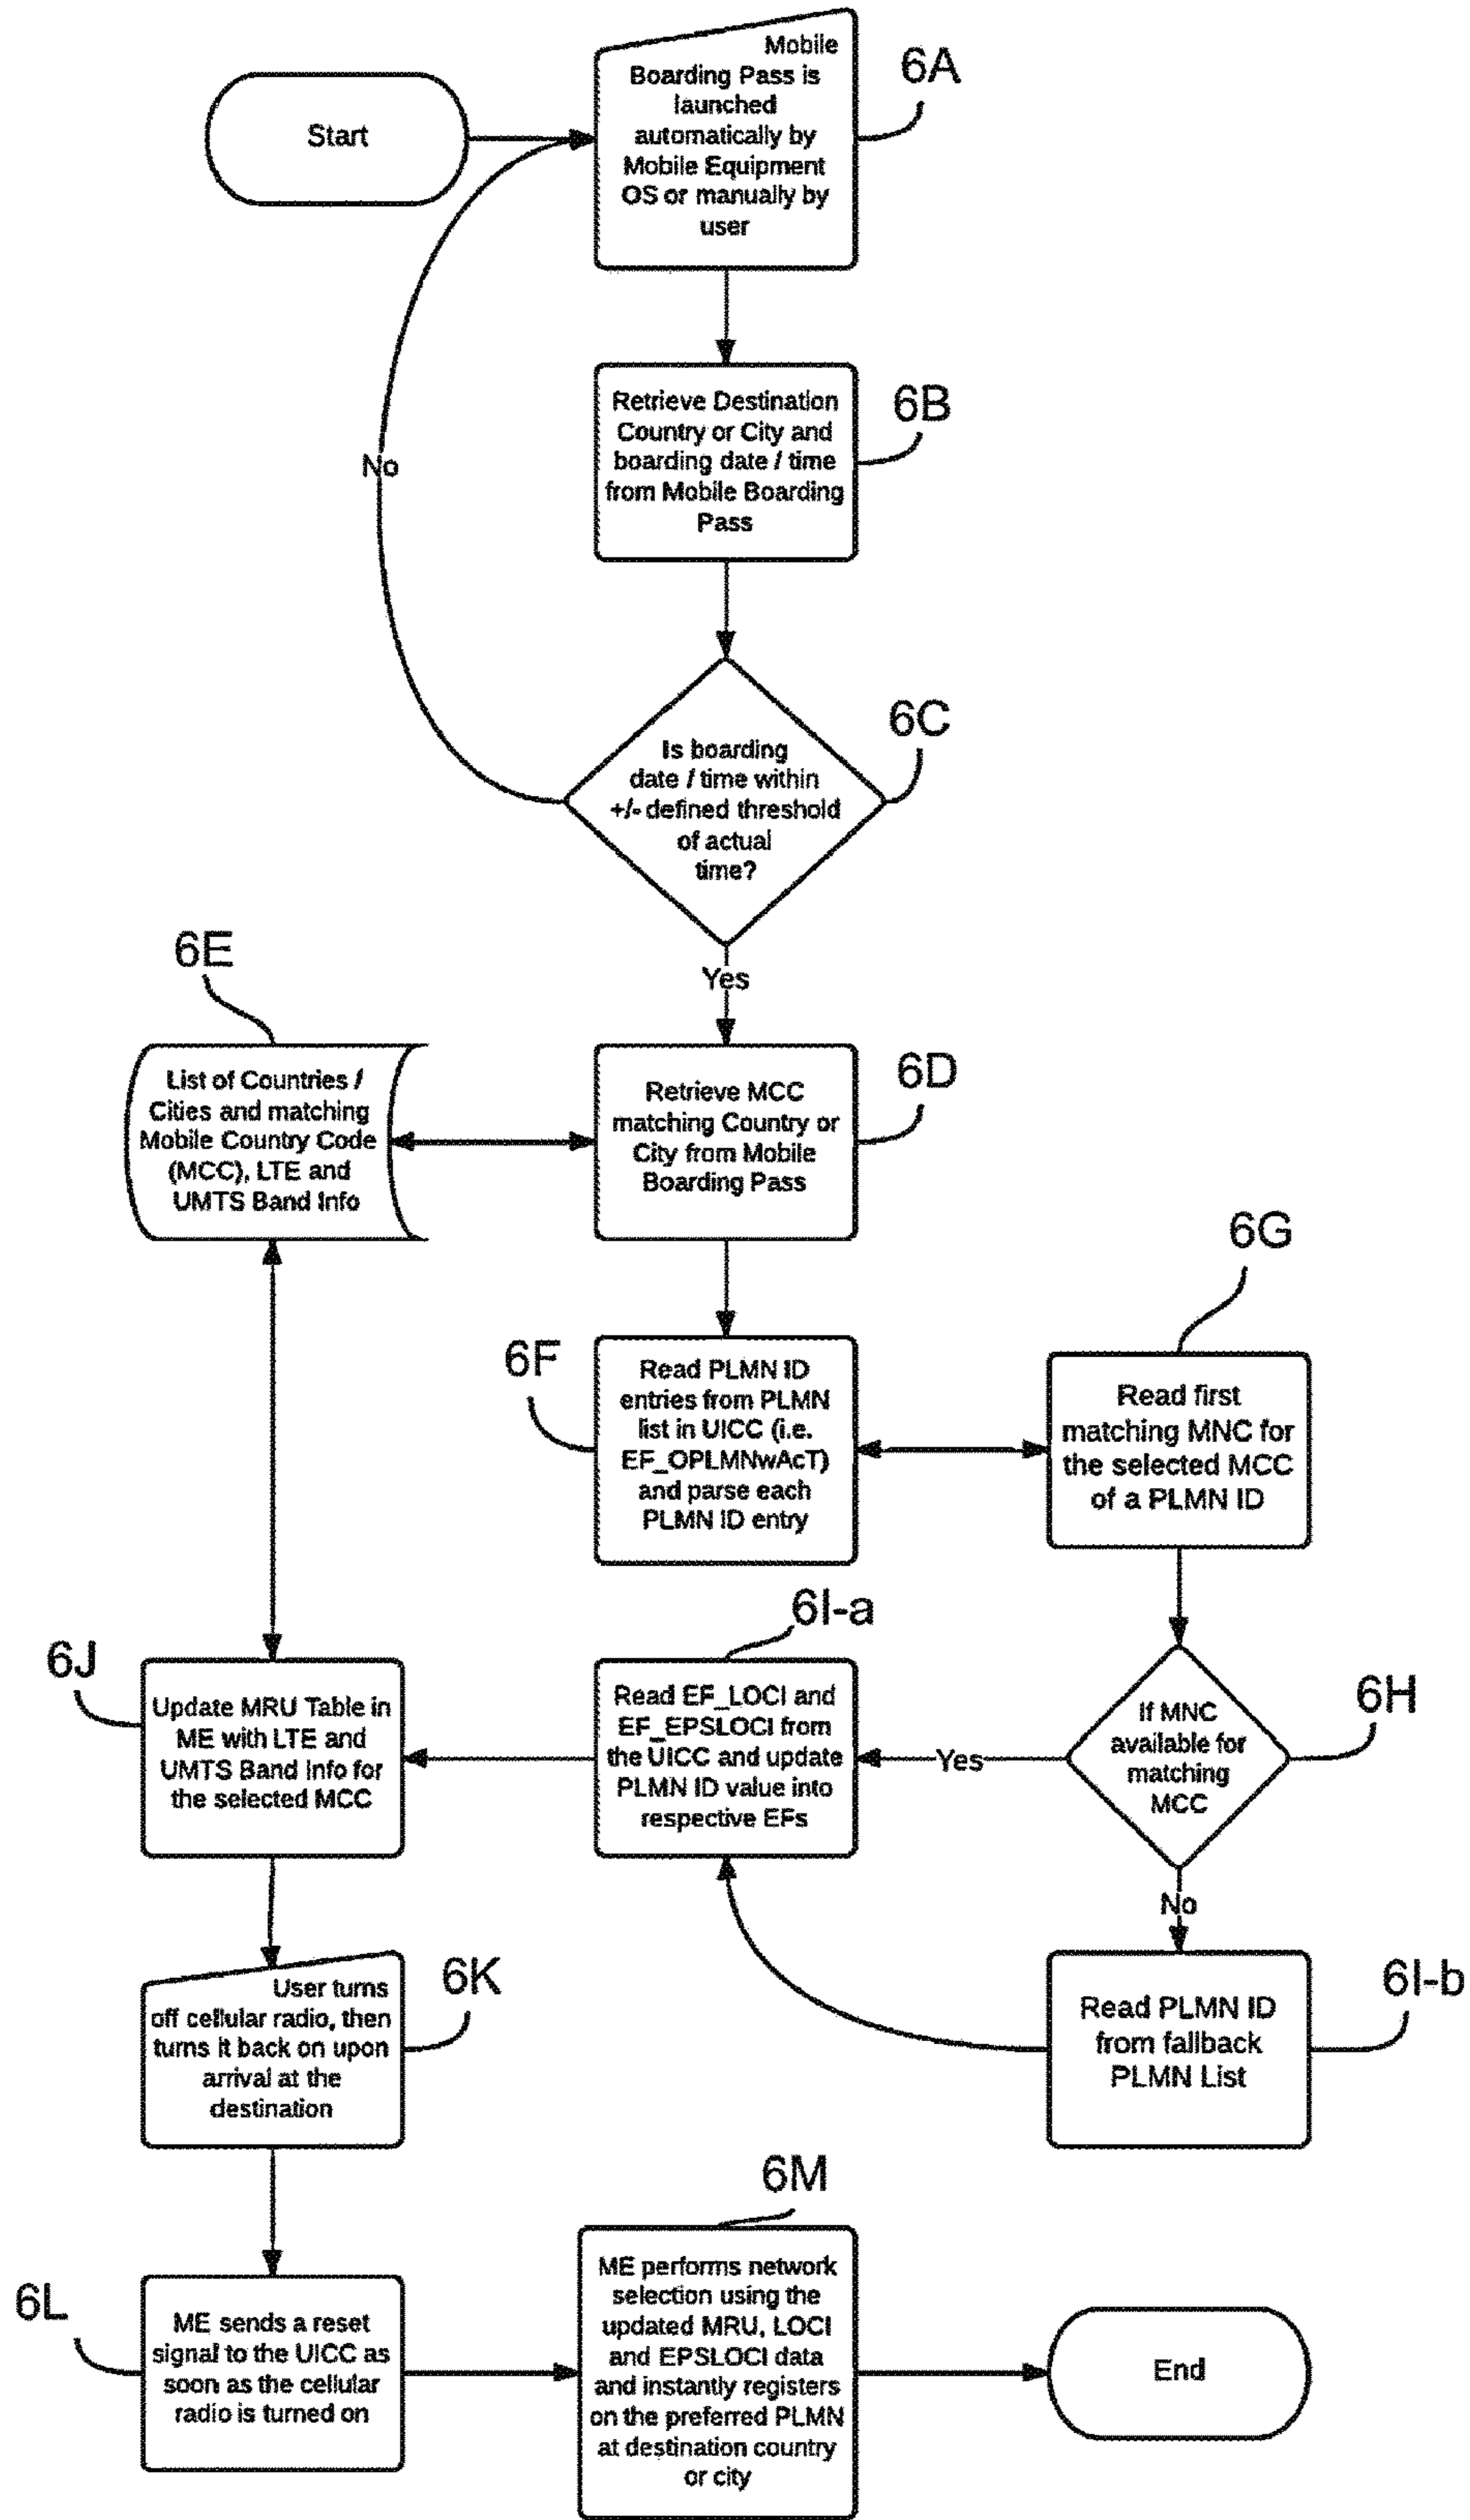 Start
Mobile
Boarding Pass is
launched
automatically by
Mobile Equipment
OS or manually by
user
6A
Retrieve Destination
Country or City and
boarding date / time
from Mobile Boarding
Pass
6B
No
Is boarding
date / time within
+/- defined threshold
of actual
time?
6C
Yes
6E
List of Countries /
Cities and matching
Mobile Country Code
(MCC), LTE and
UMTS Band Info
Retrieve MCC
matching Country or
City from Mobile
Boarding Pass
6D
6F
Read PLMN ID
entries from PLMN
list in UICC (i.e.
EF_OPLMNwAcT)
and parse each
PLMN ID entry
6G
Read first
matching MNC for
the selected MCC
of a PLMN ID
6H
If MNC
available for
matching
MCC
Yes
No
6I-a
Read EF_LOCI and
EF_EPSLOCI from
the UICC and update
PLMN ID value into
respective EFs
6I-b
Read PLMN ID
from fallback
PLMN List
6J
Update MRU Table in
ME with LTE and
UMTS Band Info for
the selected MCC
6K
User turns
off cellular radio, then
turns it back on upon
arrival at the
destination
6L
ME sends a reset
signal to the UICC as
soon as the cellular
radio is turned on
6M
ME performs network
selection using the
updated MRU, LOCI
and EPSLOCI data
and instantly registers
on the preferred PLMN
at destination country
or city
End